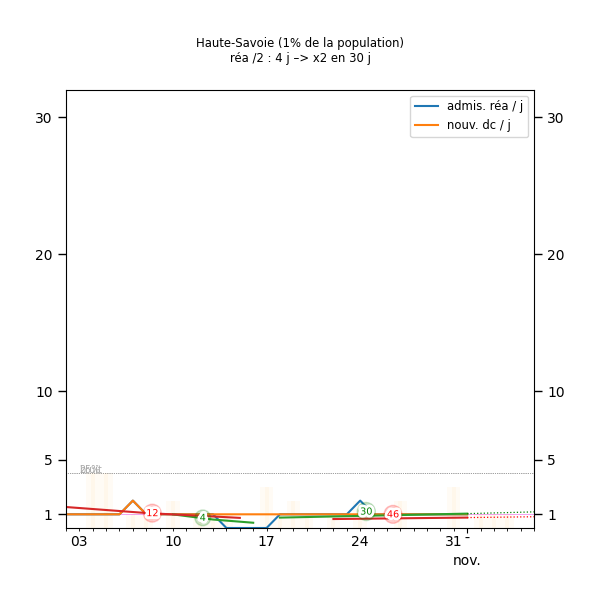 Haute-Savoie (1% de la population)
réa /2 : 4 j –> x2 en 30 j
admis. réa / j
nouv. dc / j
30 30
20 20
10 10
5 5
1 1
12 4 30 46
03 10 17 24 31
nov.